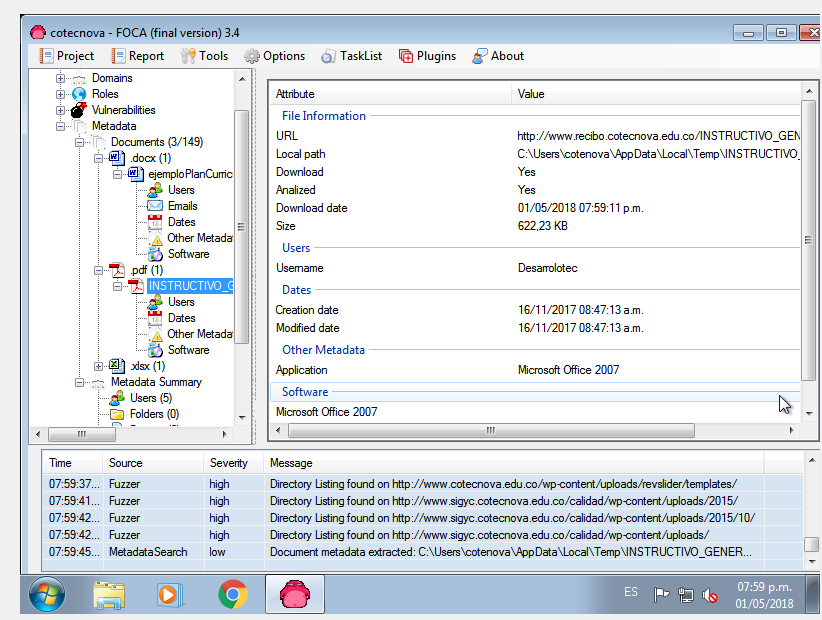 cotecnova - FOCA (final version) 3.4
Project Report Tools Options TaskList Plugins About
Domains
Roles
Vulnerabilities
Metadata
Documents (3/149)
.docx (1)
ejemploPlanCurric
Users
Emails
Dates
Other Metada
Software
.pdf (1)
INSTRUCTIVO_G
Users
Dates
Other Metada
Software
.xlsx (1)
Metadata Summary
Users (5)
Folders (0)
Attribute Value
File Information
URL http://www.recibo.cotecnova.edu.co/INSTRUCTIVO_GEN
Local path C:\Users\cotenova\AppData\Local\Temp\INSTRUCTIVO_
Download Yes
Analized Yes
Download date 01/05/2018 07:59:11 p.m.
Size 622,23 KB
Users
Username Desarrolotec
Dates
Creation date 16/11/2017 08:47:13 a.m.
Modified date 16/11/2017 08:47:13 a.m.
Other Metadata
Application Microsoft Office 2007
Software
Microsoft Office 2007
Time Source Severity Message
07:59:37... Fuzzer high Directory Listing found on http://www.cotecnova.edu.co/wp-content/uploads/revslider/templates/
07:59:41... Fuzzer high Directory Listing found on http://www.sigyc.cotecnova.edu.co/calidad/wp-content/uploads/2015/
07:59:42... Fuzzer high Directory Listing found on http://www.sigyc.cotecnova.edu.co/calidad/wp-content/uploads/2015/10/
07:59:42... Fuzzer high Directory Listing found on http://www.sigyc.cotecnova.edu.co/calidad/wp-content/uploads/
07:59:45... MetadataSearch low Document metadata extracted: C:\Users\cotenova\AppData\Local\Temp\INSTRUCTIVO_GENER...
ES
07:59 p.m.
01/05/2018